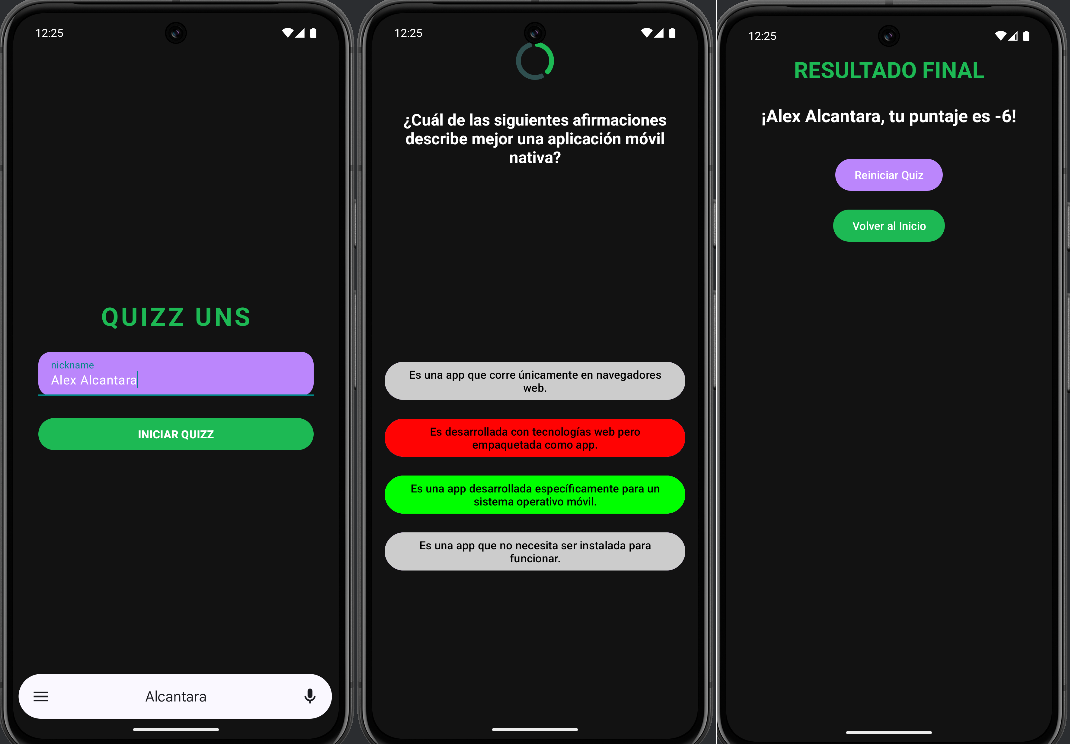 12:25
QUIZZ UNS
nickname
Alex Alcantara
INICIAR QUIZZ
Alcantara
12:25
¿Cuál de las siguientes afirmaciones
describe mejor una aplicación móvil
nativa?
Es una app que corre únicamente en navegadores
web.
Es desarrollada con tecnologías web pero
empaquetada como app.
Es una app desarrollada específicamente para un
sistema operativo móvil.
Es una app que no necesita ser instalada para
funcionar.
12:25
RESULTADO FINAL
¡Alex Alcantara, tu puntaje es -6!
Reiniciar Quiz
Volver al Inicio